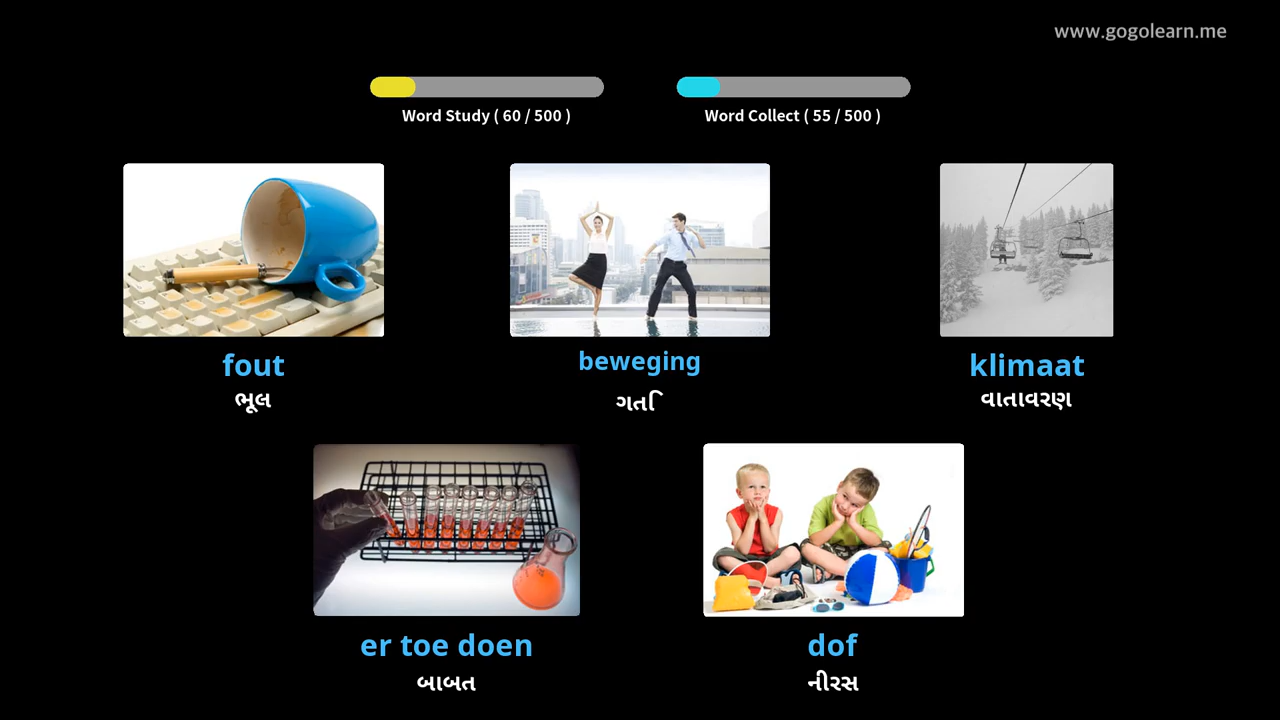 www.gogolearn.me
Word Study ( 60 / 500 )
Word Collect ( 55 / 500 )
fout
ભૂલ
beweging
ગતિ
klimaat
વાતાવરણ
er toe doen
બાબત
dof
નીરસ